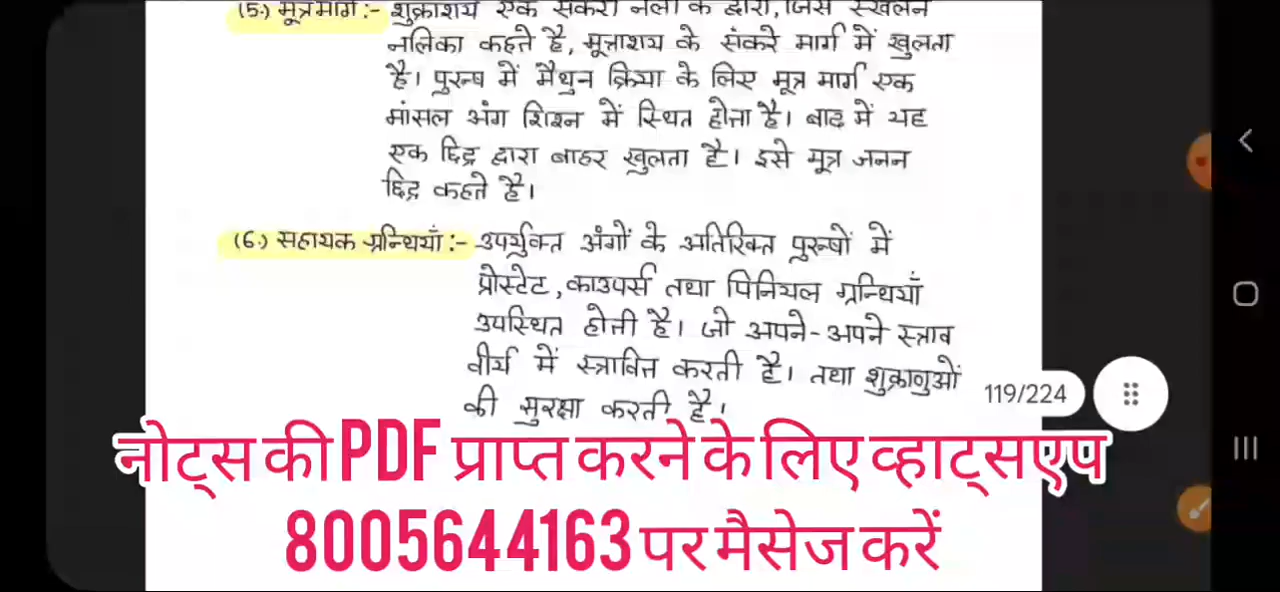 (5.) मूत्रमार्ग :- शुक्राशय एक सकरी नली के द्वारा, जिसे स्खलन
नलिका कहते है, मूत्राशय के संकरे मार्ग में खुलता
है। पुरुष में मैथुन क्रिया के लिए मूत्र मार्ग एक
मांसल अंग शिश्न में स्थित होता है। बाद में यह
एक छिद्र द्वारा बाहर खुलता है। इसे मूत्र जनन
छिद्र कहते है।
(6.) सहायक ग्रन्थियाँ :- उपर्युक्त अंगों के अतिरिक्त पुरुषों में
प्रोस्टेट, काउपर्स तथा पिनियल ग्रन्थियाँ
उपस्थित होती है। जो अपने-अपने स्त्राव
वीर्य में स्त्रावित करती है। तथा शुक्राणुओं
की सुरक्षा करती है।
119/224
नोट्स की PDF प्राप्त करने के लिए व्हाट्सएप
8005644163 पर मैसेज करें